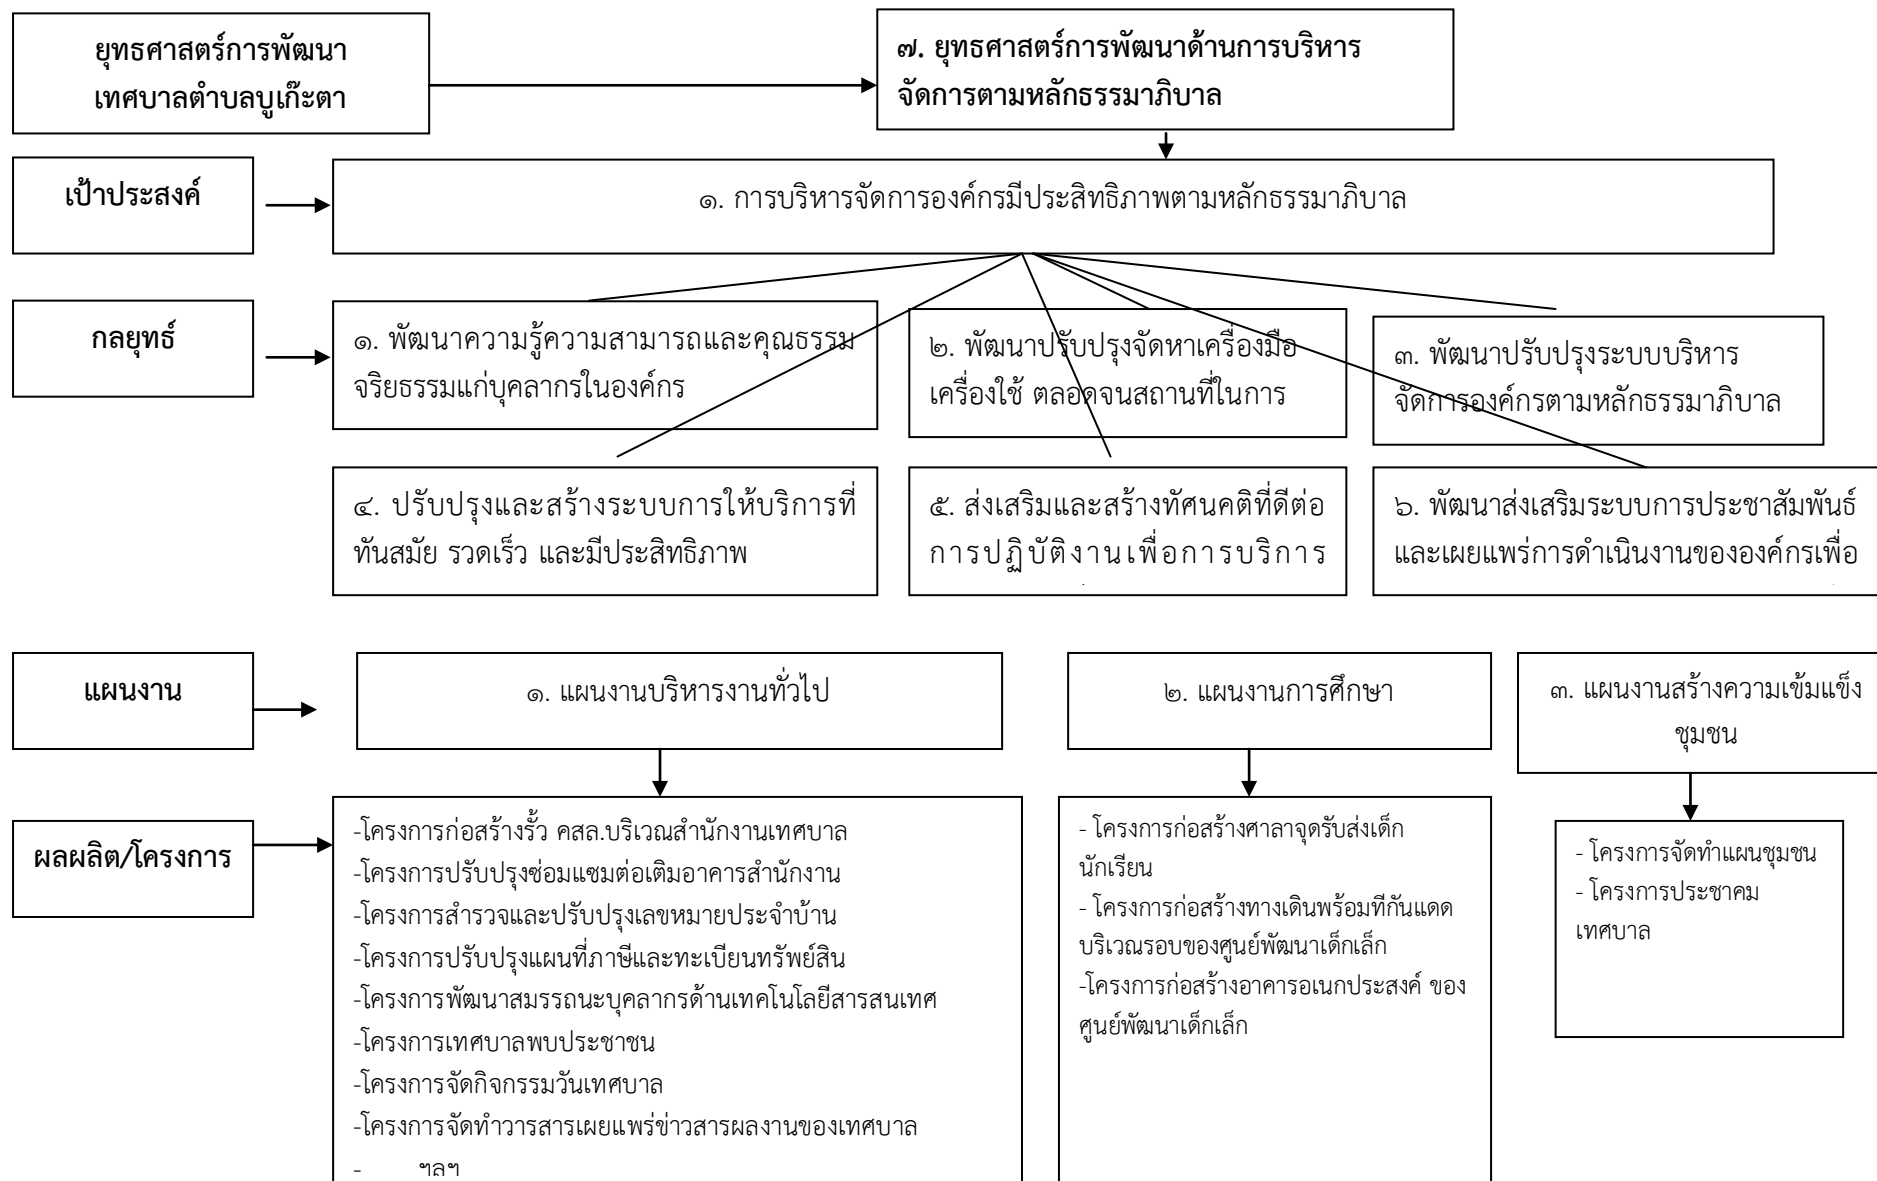 ยุทธศาสตร์การพัฒนา
เทศบาลตำบลบูเก๊ะตา
๗. ยุทธศาสตร์การพัฒนาด้านการบริหาร
จัดการตามหลักธรรมาภิบาล
เป้าประสงค์
๑. การบริหารจัดการองค์กรมีประสิทธิภาพตามหลักธรรมาภิบาล
กลยุทธ์
๑. พัฒนาความรู้ความสามารถและคุณธรรม
จริยธรรมแก่บุคลากรในองค์กร
๒. พัฒนาปรับปรุงจัดหาเครื่องมือ
เครื่องใช้ ตลอดจนสถานที่ในการ
๓. พัฒนาปรับปรุงระบบบริหาร
จัดการองค์กรตามหลักธรรมาภิบาล
๔. ปรับปรุงและสร้างระบบการให้บริการที่
ทันสมัย รวดเร็ว และมีประสิทธิภาพ
๕. ส่งเสริมและสร้างทัศนคติที่ดีต่อ
การปฏิบัติงานเพื่อการบริการ
๖. พัฒนาส่งเสริมระบบการประชาสัมพันธ์
และเผยแพร่การดำเนินงานขององค์กรเพื่อ
แผนงาน
๑. แผนงานบริหารงานทั่วไป
๒. แผนงานการศึกษา
๓. แผนงานสร้างความเข้มแข็ง
ชุมชน
ผลผลิต/โครงการ
-โครงการก่อสร้างรั้ว คสล.บริเวณสำนักงานเทศบาล
-โครงการปรับปรุงซ่อมแซมต่อเติมอาคารสำนักงาน
-โครงการสำรวจและปรับปรุงเลขหมายประจำบ้าน
-โครงการปรับปรุงแผนที่ภาษีและทะเบียนทรัพย์สิน
-โครงการพัฒนาสมรรถนะบุคลากรด้านเทคโนโลยีสารสนเทศ
-โครงการเทศบาลพบประชาชน
-โครงการจัดกิจกรรมวันเทศบาล
-โครงการจัดทำวารสารเผยแพร่ข่าวสารผลงานของเทศบาล
- ฯลฯ
- โครงการก่อสร้างศาลาจุดรับส่งเด็ก
นักเรียน
- โครงการก่อสร้างทางเดินพร้อมทีกันแดด
บริเวณรอบของศูนย์พัฒนาเด็กเล็ก
-โครงการก่อสร้างอาคารอเนกประสงค์ ของ
ศูนย์พัฒนาเด็กเล็ก
- โครงการจัดทำแผนชุมชน
- โครงการประชาคม
เทศบาล